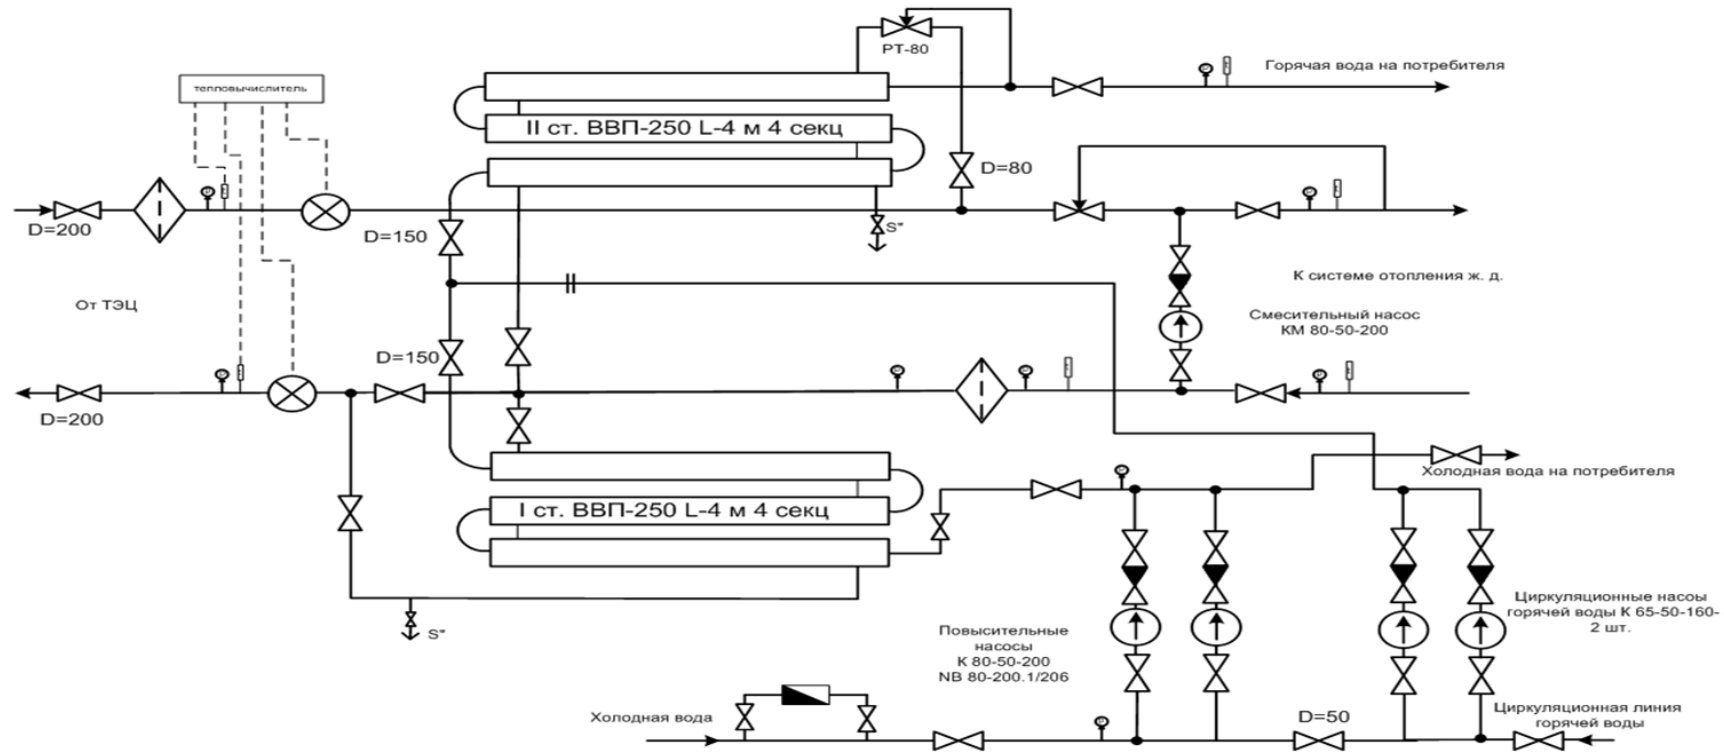 РТ-80
Горячая вода на потребителя
тепловычислитель
II ст. ВВП-250 L-4 м 4 секц
D=80
D=200
D=150
S"
От ТЭЦ
К системе отопления ж. д.
Смесительный насос
КМ 80-50-200
D=150
D=200
Холодная вода на потребителя
I ст. ВВП-250 L-4 м 4 секц
S"
Повысительные
насосы
К 80-50-200
NB 80-200.1/206
Циркуляционные насоы
горячей воды К 65-50-160-
2 шт.
Холодная вода
D=50
Циркуляционная линия
горячей воды